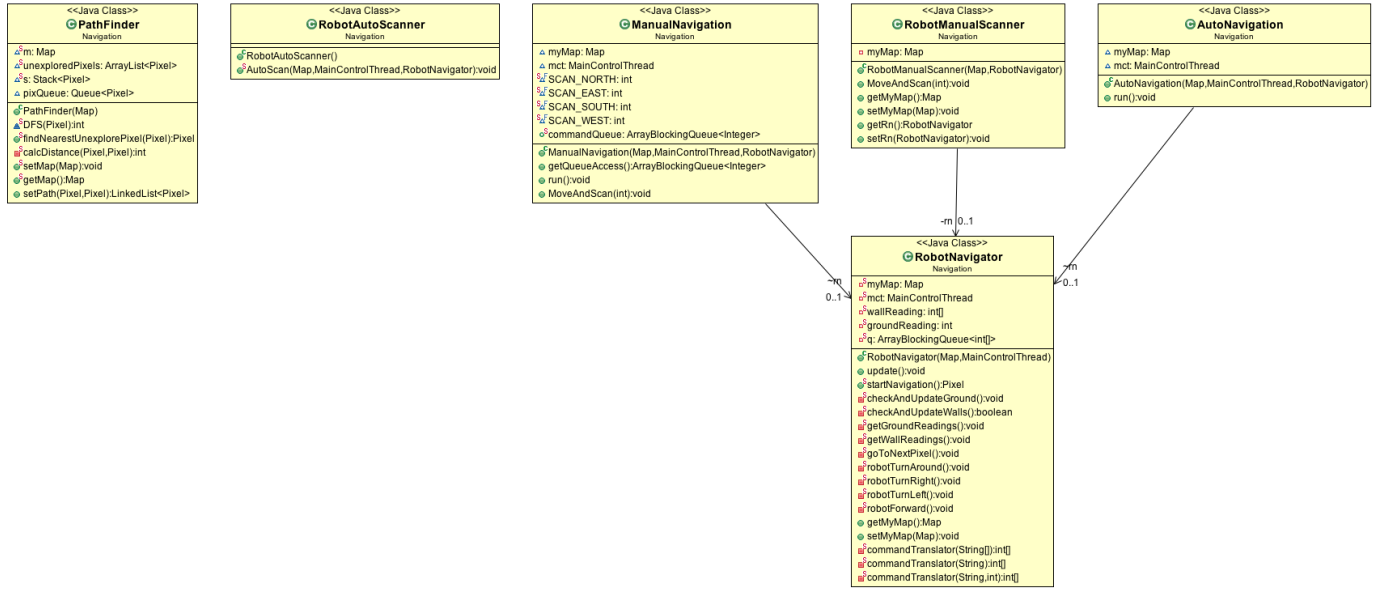 <<Java Class>>
PathFinder
Navigation
m: Map
unexploredPixels: ArrayList<Pixel>
s: Stack<Pixel>
pixQueue: Queue<Pixel>
PathFinder(Map)
DFS(Pixel):int
findNearestUnexplorePixel(Pixel):Pixel
calcDistance(Pixel,Pixel):int
setMap(Map):void
getMap():Map
setPath(Pixel,Pixel):LinkedList<Pixel>
<<Java Class>>
RobotAutoScanner
Navigation
RobotAutoScanner()
AutoScan(Map,MainControlThread,RobotNavigator):void
<<Java Class>>
ManualNavigation
Navigation
myMap: Map
mct: MainControlThread
SCAN_NORTH: int
SCAN_EAST: int
SCAN_SOUTH: int
SCAN_WEST: int
commandQueue: ArrayBlockingQueue<Integer>
ManualNavigation(Map,MainControlThread,RobotNavigator)
getQueueAccess():ArrayBlockingQueue<Integer>
run():void
MoveAndScan(int):void
<<Java Class>>
RobotManualScanner
Navigation
myMap: Map
RobotManualScanner(Map,RobotNavigator)
MoveAndScan(int):void
getMyMap():Map
setMyMap(Map):void
getRn():RobotNavigator
setRn(RobotNavigator):void
<<Java Class>>
AutoNavigation
Navigation
myMap: Map
mct: MainControlThread
AutoNavigation(Map,MainControlThread,RobotNavigator)
run():void
-rn 0..1
~rn
0..1
~rn
0..1
<<Java Class>>
RobotNavigator
Navigation
myMap: Map
mct: MainControlThread
wallReading: int[]
groundReading: int
q: ArrayBlockingQueue<int[]>
RobotNavigator(Map,MainControlThread)
update():void
startNavigation():Pixel
checkAndUpdateGround():void
checkAndUpdateWalls():boolean
getGroundReadings():void
getWallReadings():void
goToNextPixel():void
robotTurnAround():void
robotTurnRight():void
robotTurnLeft():void
robotForward():void
getMyMap():Map
setMyMap(Map):void
commandTranslator(String[]):int[]
commandTranslator(String):int[]
commandTranslator(String,int):int[]